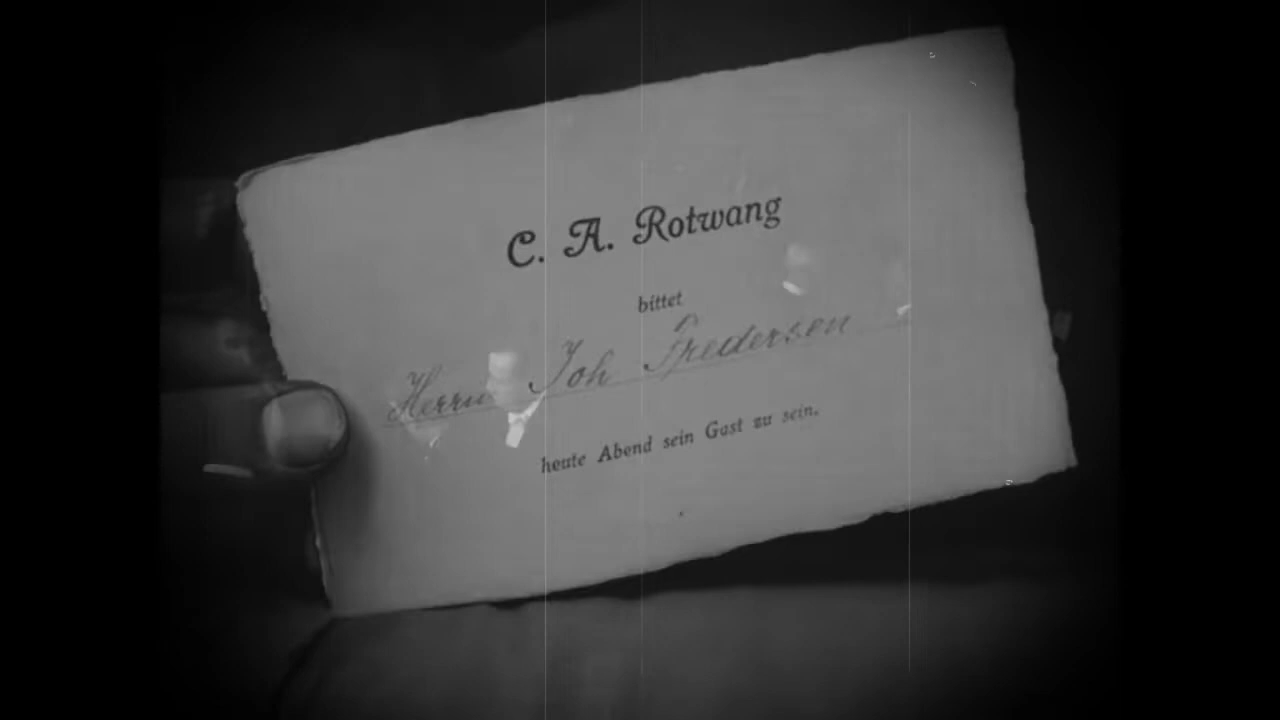 C. A. Rotwang
bittet
Herrn Joh Fredersen
heute Abend sein Gast zu sein.